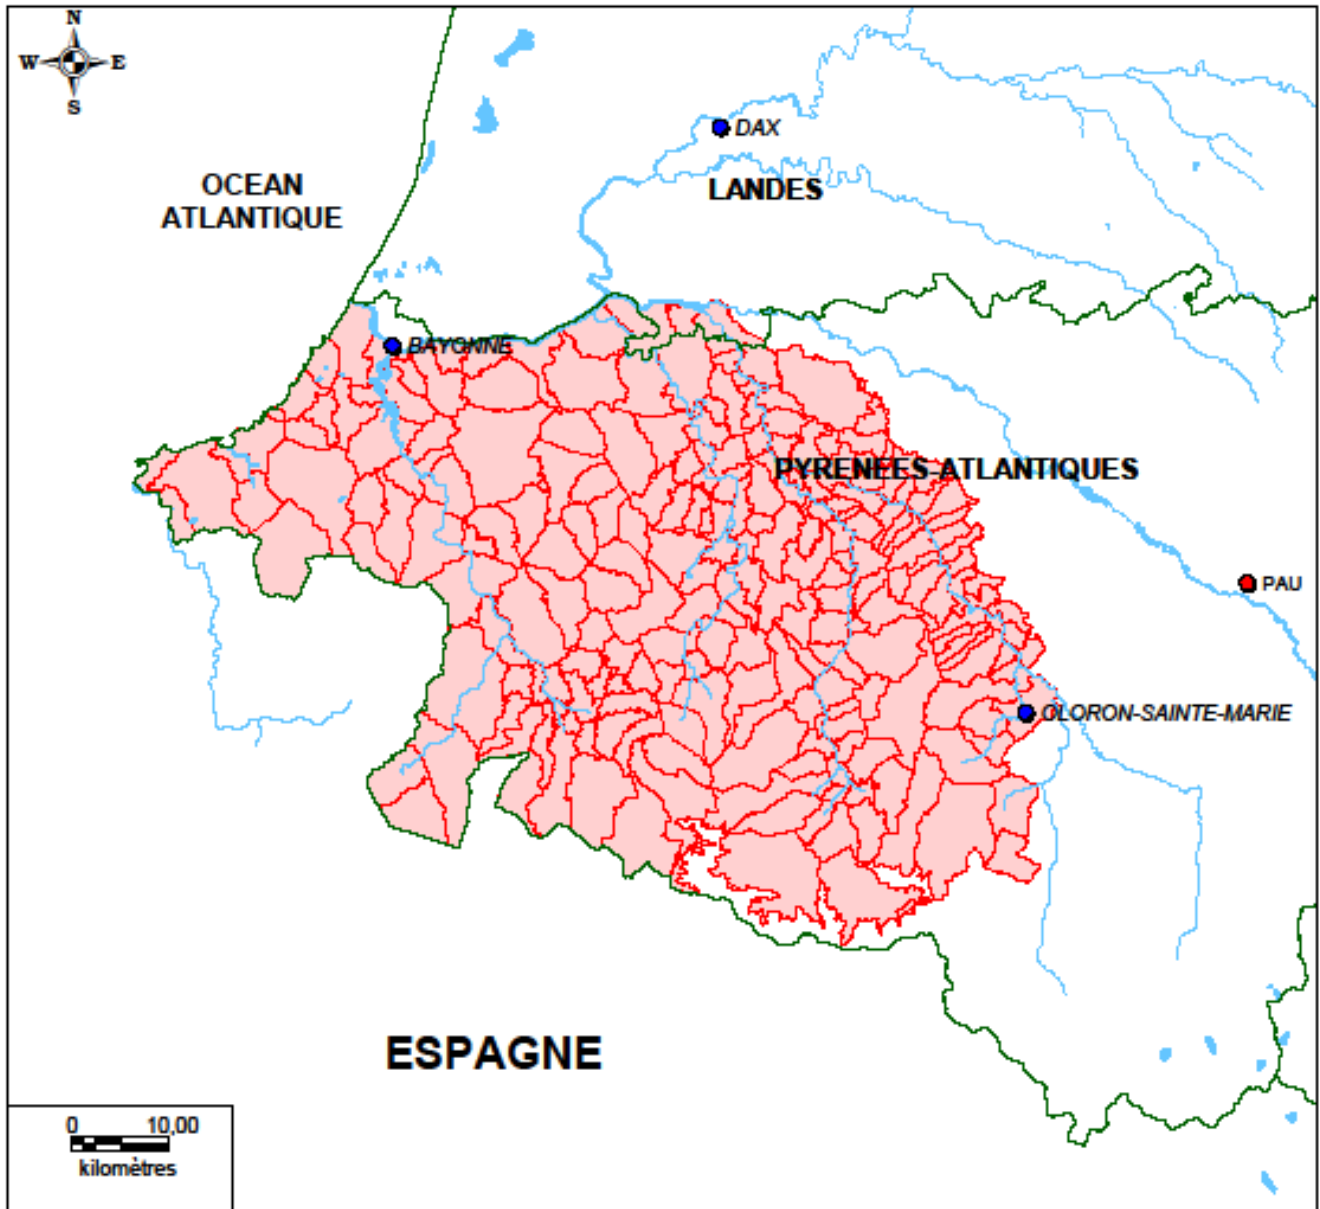 N
W E
S
DAX
OCEAN
ATLANTIQUE
LANDES
BAYONNE
PYRENEES-ATLANTIQUES
PAU
OLORON-SAINTE-MARIE
ESPAGNE
0 10,00
kilomètres